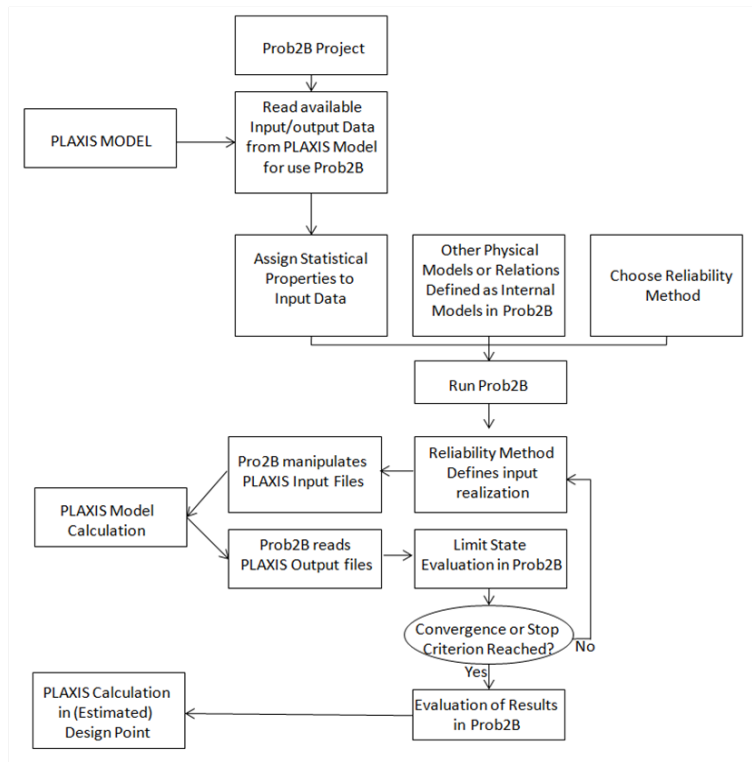 Prob2B Project
PLAXIS MODEL
Read available
Input/output Data
from PLAXIS Model
for use Prob2B
Assign Statistical
Properties to
Input Data
Other Physical
Models or Relations
Defined as Internal
Models in Prob2B
Choose Reliability
Method
Run Prob2B
Reliability Method
Defines input
realization
Pro2B manipulates
PLAXIS Input Files
PLAXIS Model
Calculation
Prob2B reads
PLAXIS Output files
Limit State
Evaluation in Prob2B
Convergence or Stop
Criterion Reached?
No
Yes
Evaluation of Results
in Prob2B
PLAXIS Calculation
in (Estimated)
Design Point